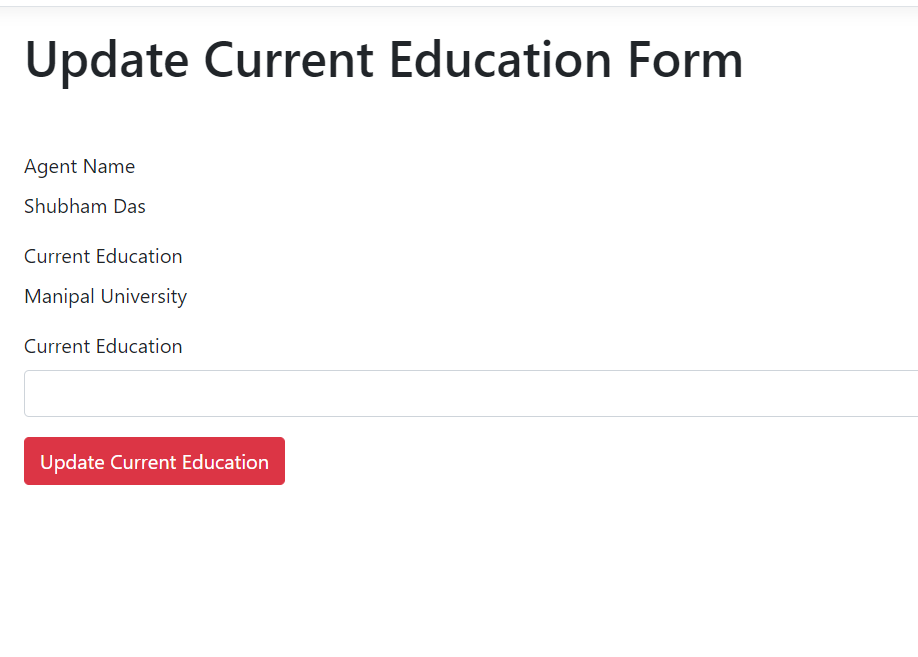 Update Current Education Form
Agent Name
Shubham Das
Current Education
Manipal University
Current Education
Update Current Education